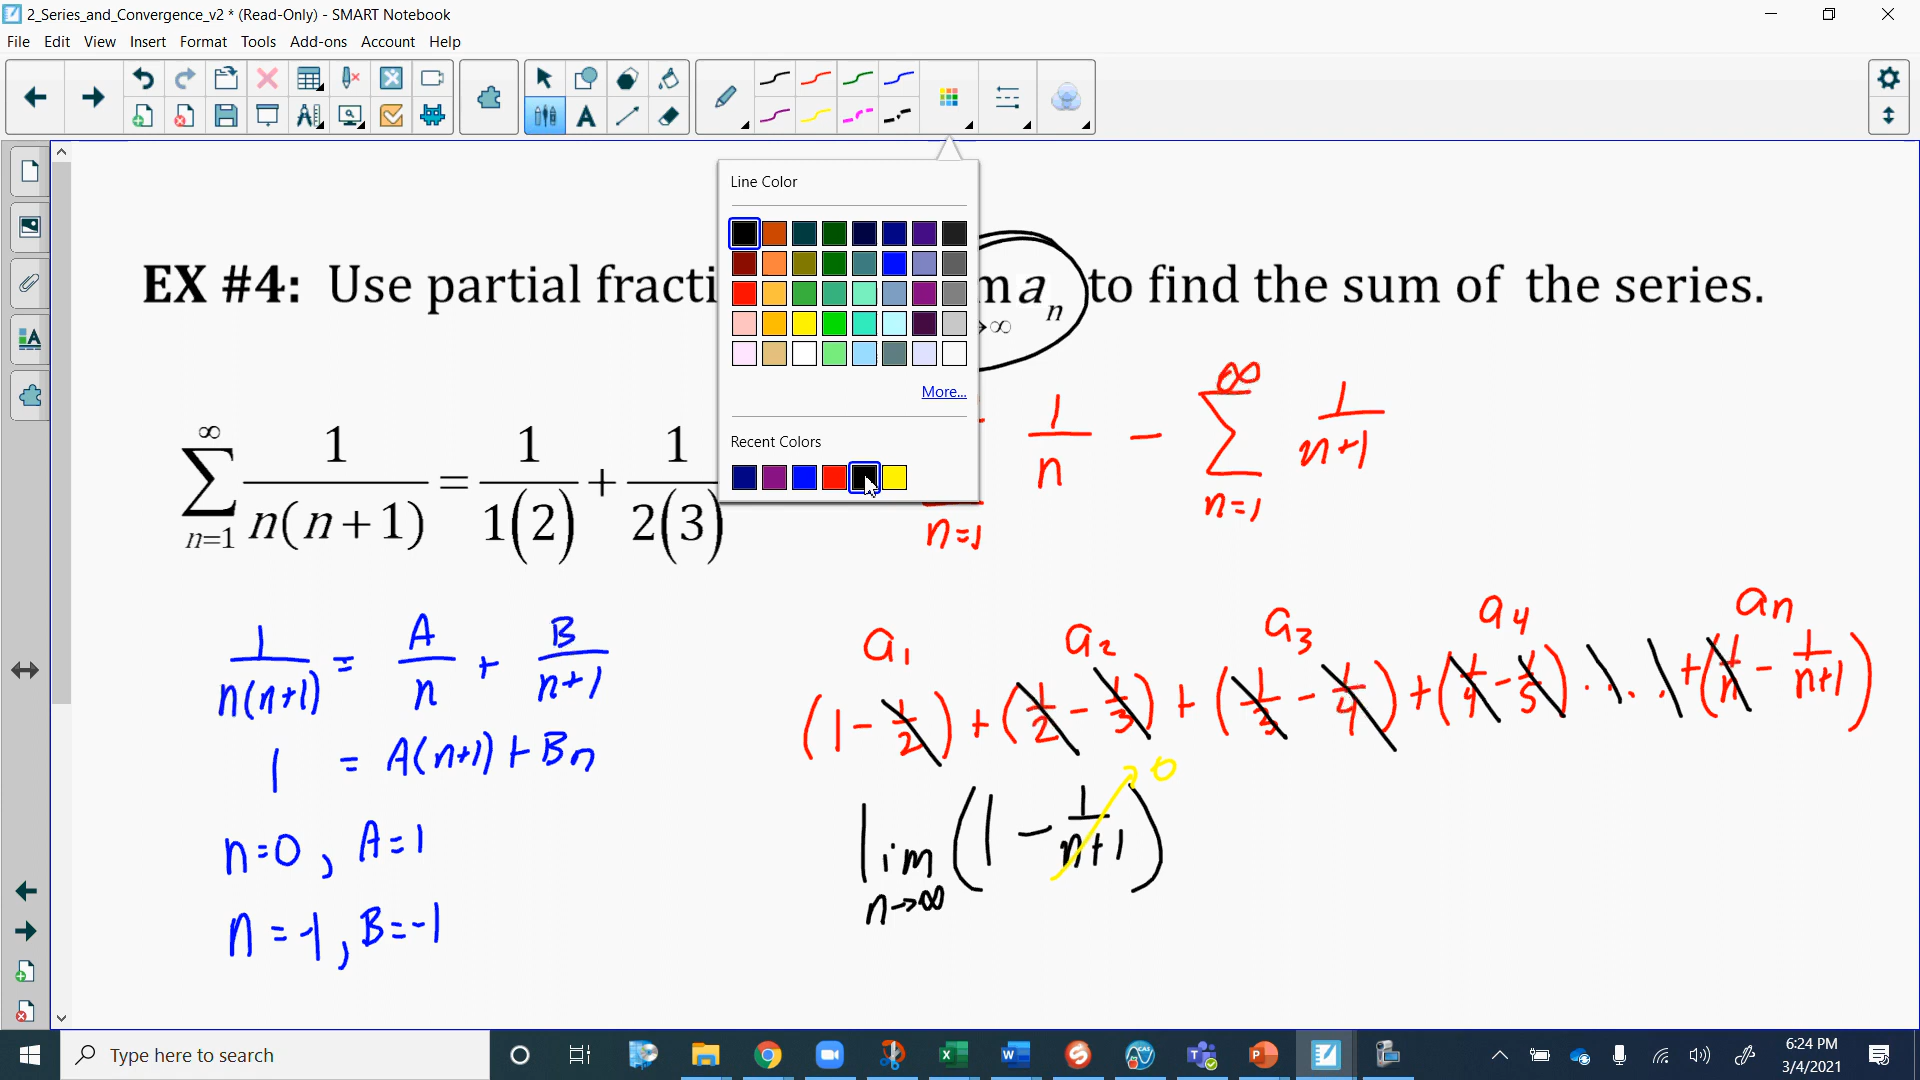 2_Series_and_Convergence_v2 * (Read-Only) - SMART Notebook
File Edit View Insert Format Tools Add-ons Account Help
Line Color
More...
Recent Colors
EX #4: Use partial fracti m aₙ to find the sum of the series.
→∞
∞ ∑ n=1 1/n(n+1) = 1/1(2) + 1/2(3)
n=1 1/n - ∞ ∑ n=1 1/n+1
1/n(n+1) = A/n + B/n+1
1 = A(n+1) + Bn
n=0, A=1
n=-1, B=-1
a₁ a₂ a₃ a₄ aₙ
(1 - 1/2) + (1/2 - 1/3) + (1/3 - 1/4) + (1/4 - 1/5) . . . . + (1/n - 1/n+1)
lim n→∞ (1 - 1/n+1) 0
Type here to search
6:24 PM
3/4/2021